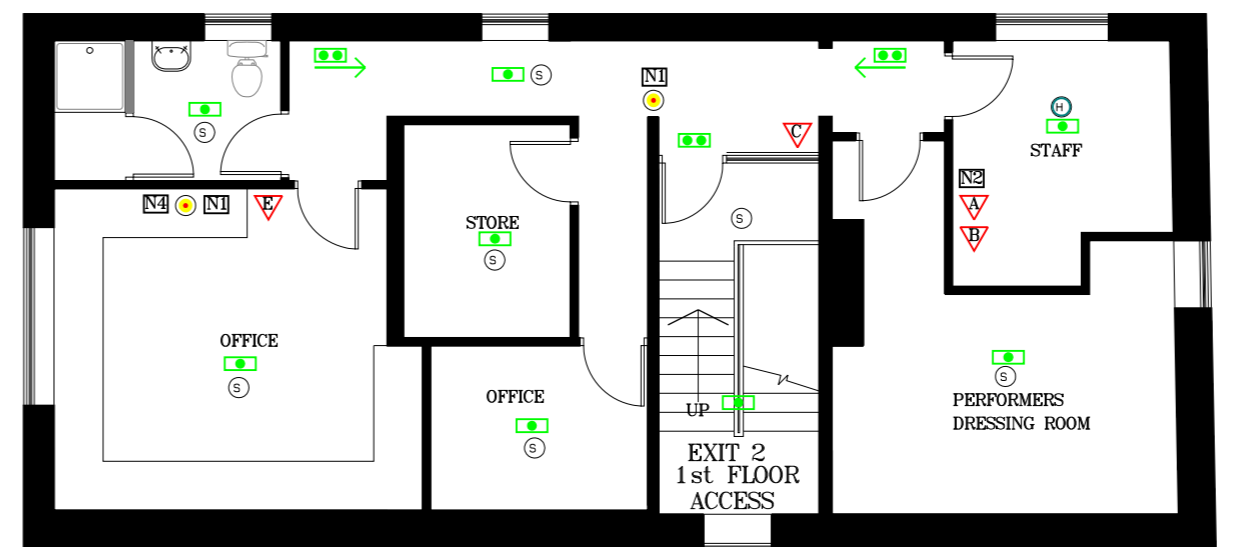 S
S
N1
C
H
STAFF
N2
A
B
N4
N1
E
STORE
S
S
OFFICE
S
OFFICE
S
UP
EXIT 2
1st FLOOR
ACCESS
S
PERFORMERS
DRESSING ROOM